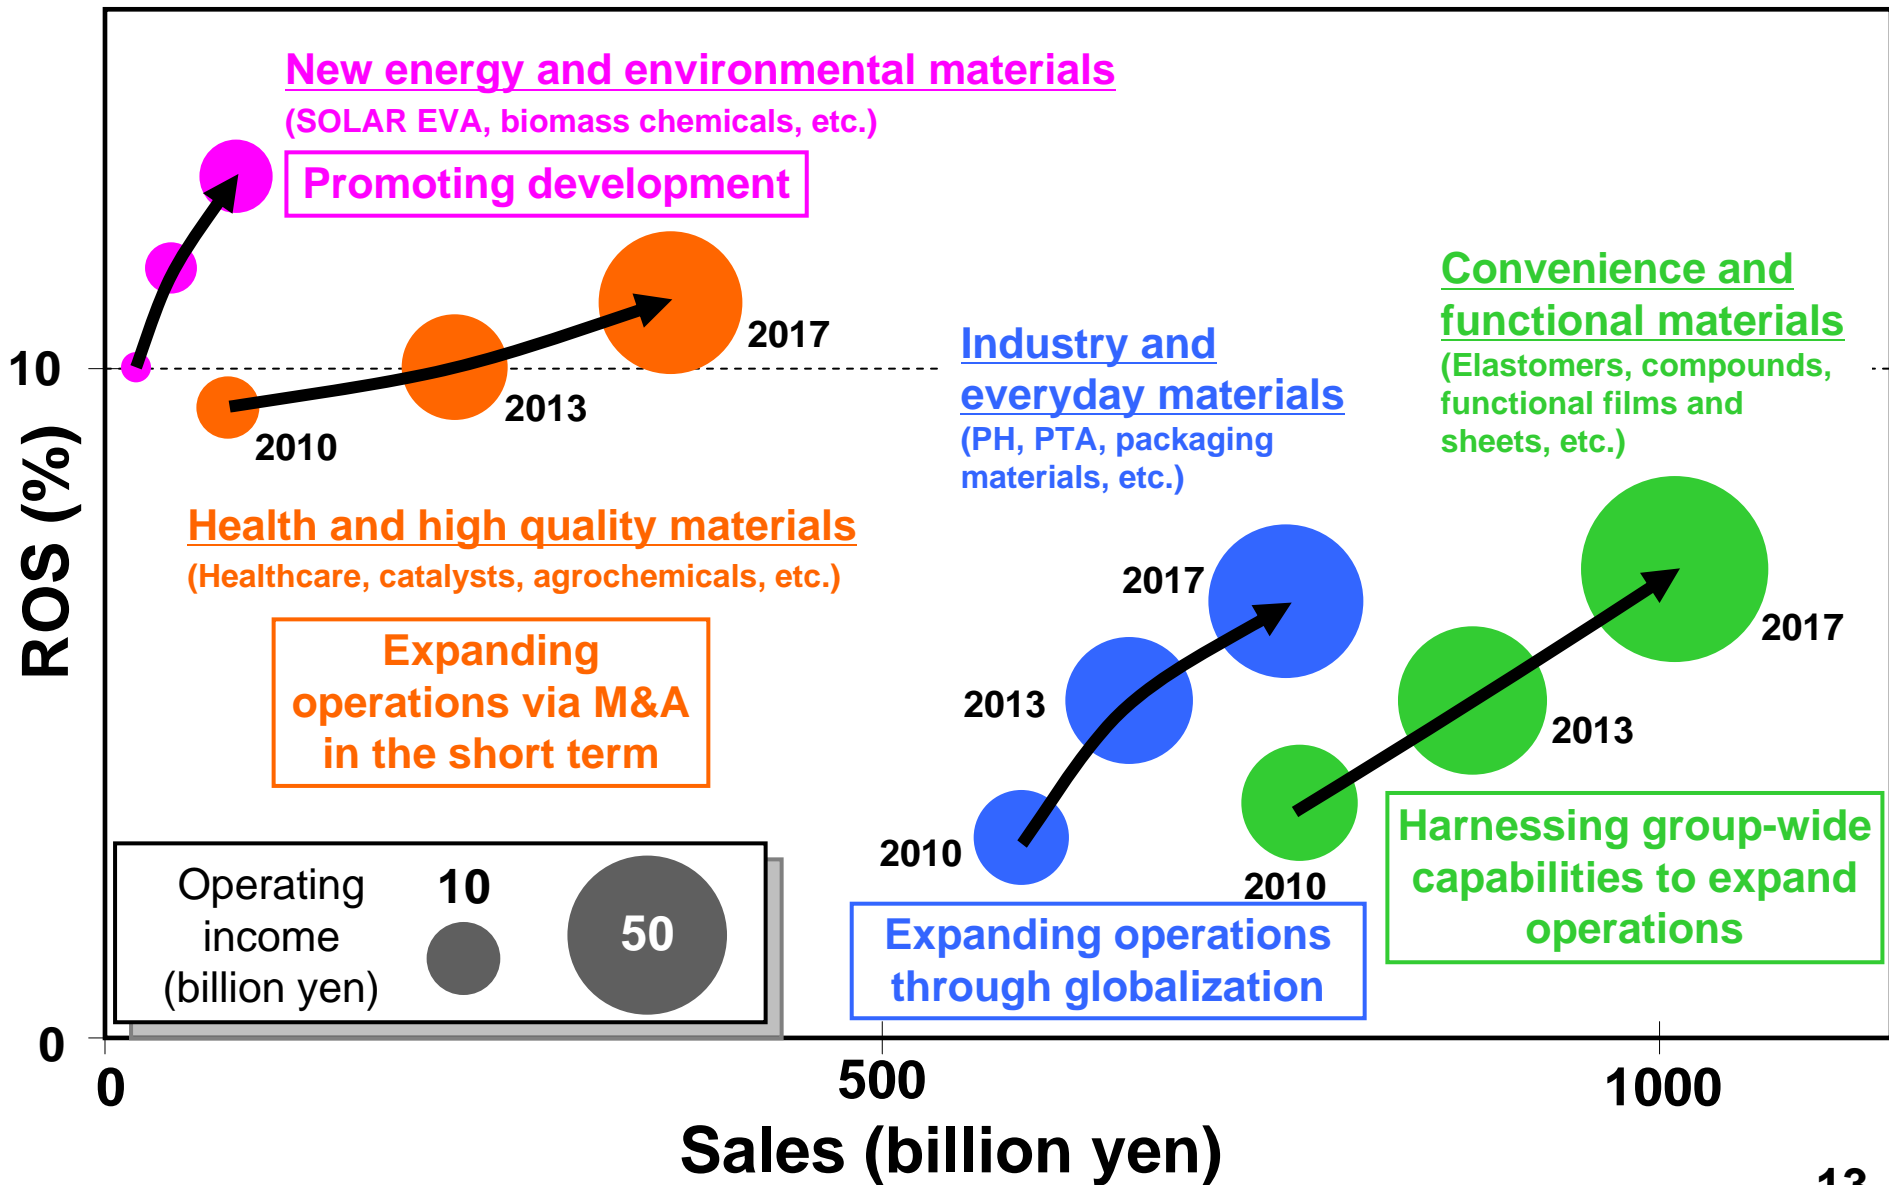 New energy and environmental materials
(SOLAR EVA, biomass chemicals, etc.)
Promoting development
2017
2013
2010
Health and high quality materials
(Healthcare, catalysts, agrochemicals, etc.)
Expanding
operations via M&A
in the short term
Industry and
everyday materials
(PH, PTA, packaging
materials, etc.)
2017
2013
2010
Expanding operations
through globalization
Convenience and
functional materials
(Elastomers, compounds,
functional films and
sheets, etc.)
2017
2013
2010
Harnessing group-wide
capabilities to expand
operations
Operating
income
(billion yen)
10
50
ROS (%)
10
0
0
500
1000
Sales (billion yen)
13